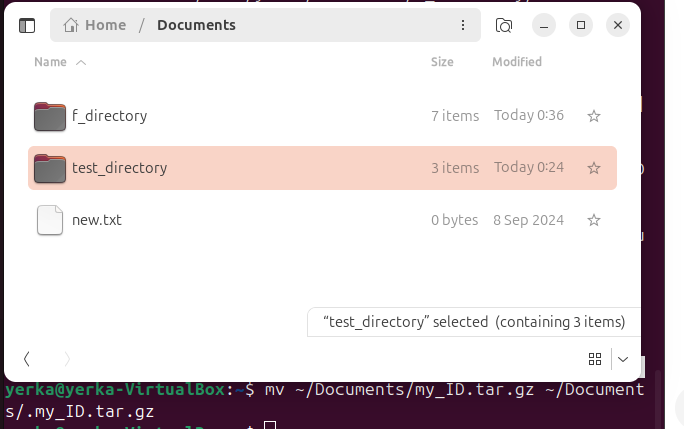 Home / Documents
Name Size Modified
f_directory 7 items Today 0:36
test_directory 3 items Today 0:24
new.txt 0 bytes 8 Sep 2024
“test_directory” selected (containing 3 items)
yerka@yerka-VirtualBox:~$ mv ~/Documents/my_ID.tar.gz ~/Document
s/.my_ID.tar.gz